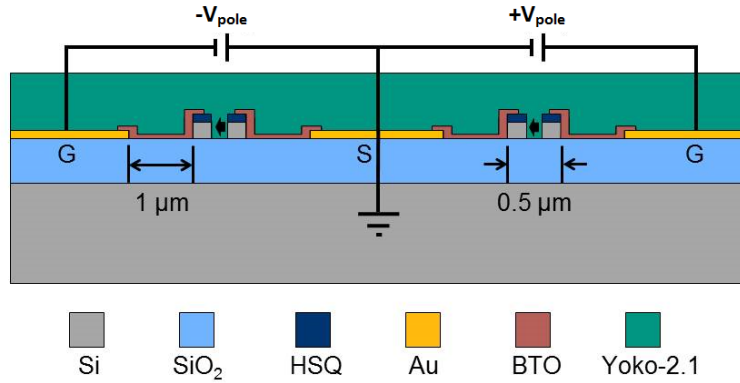 -Vpole +Vpole
G S G
1 µm 0.5 µm
Si SiO₂ HSQ Au BTO Yoko-2.1